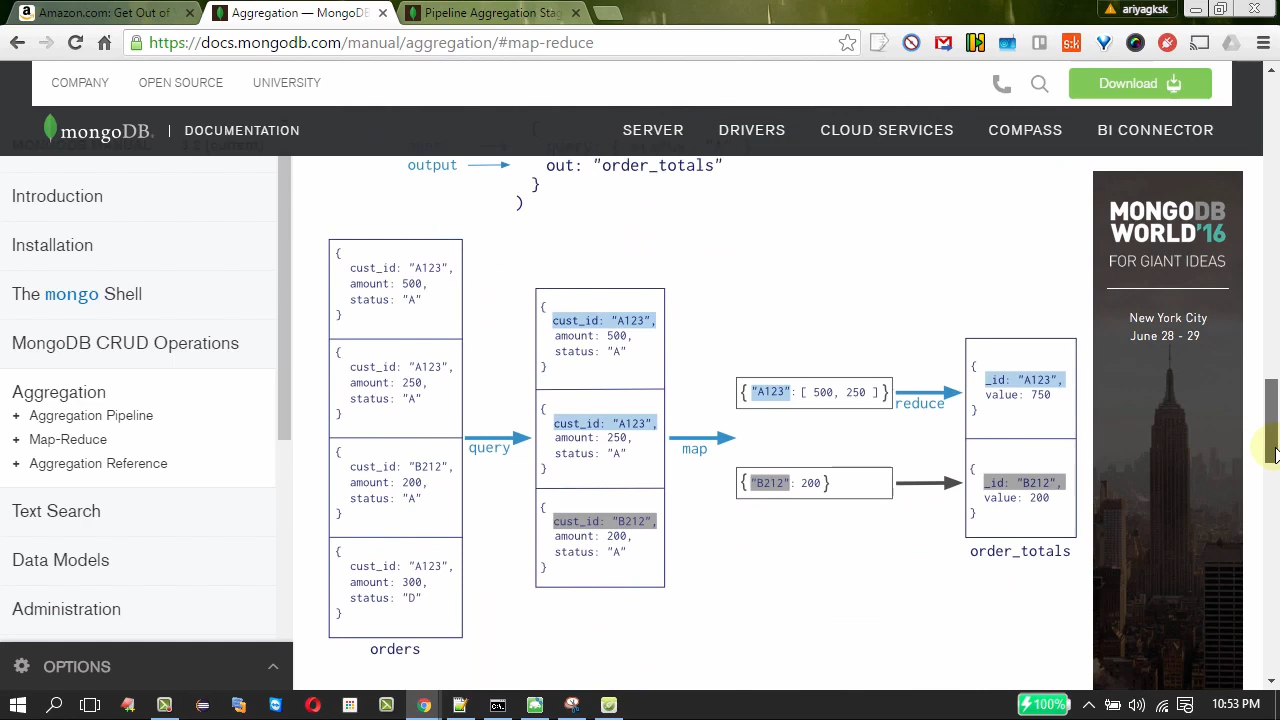 Amazon.com: Get Out of
Aggregation — MongoDB
Pipeline Aggregation Stag
ariyagksk
https://docs.mongodb.com/manual/aggregation/#map-reduce
COMPANY OPEN SOURCE UNIVERSITY
Download
mongoDB. DOCUMENTATION
SERVER DRIVERS CLOUD SERVICES COMPASS BI CONNECTOR
Introduction
Installation
The mongo Shell
MongoDB CRUD Operations
Aggregation
+ Aggregation Pipeline
+ Map-Reduce
+ Aggregation Reference
Text Search
Data Models
Administration
OPTIONS
output
out: "order_totals"
}
)
{
cust_id: "A123",
amount: 500,
status: "A"
}
{
cust_id: "A123",
amount: 250,
status: "A"
}
{
cust_id: "B212",
amount: 200,
status: "A"
}
{
cust_id: "A123",
amount: 300,
status: "D"
}
orders
query
{
cust_id: "A123",
amount: 500,
status: "A"
}
{
cust_id: "A123",
amount: 250,
status: "A"
}
{
cust_id: "B212",
amount: 200,
status: "A"
}
map
{ "A123": [ 500, 250 ] }
{ "B212": 200 }
reduce
{
_id: "A123",
value: 750
}
{
_id: "B212",
value: 200
}
order_totals
MONGODB
WORLD'16
FOR GIANT IDEAS
New York City
June 28 - 29
100%
10:53 PM